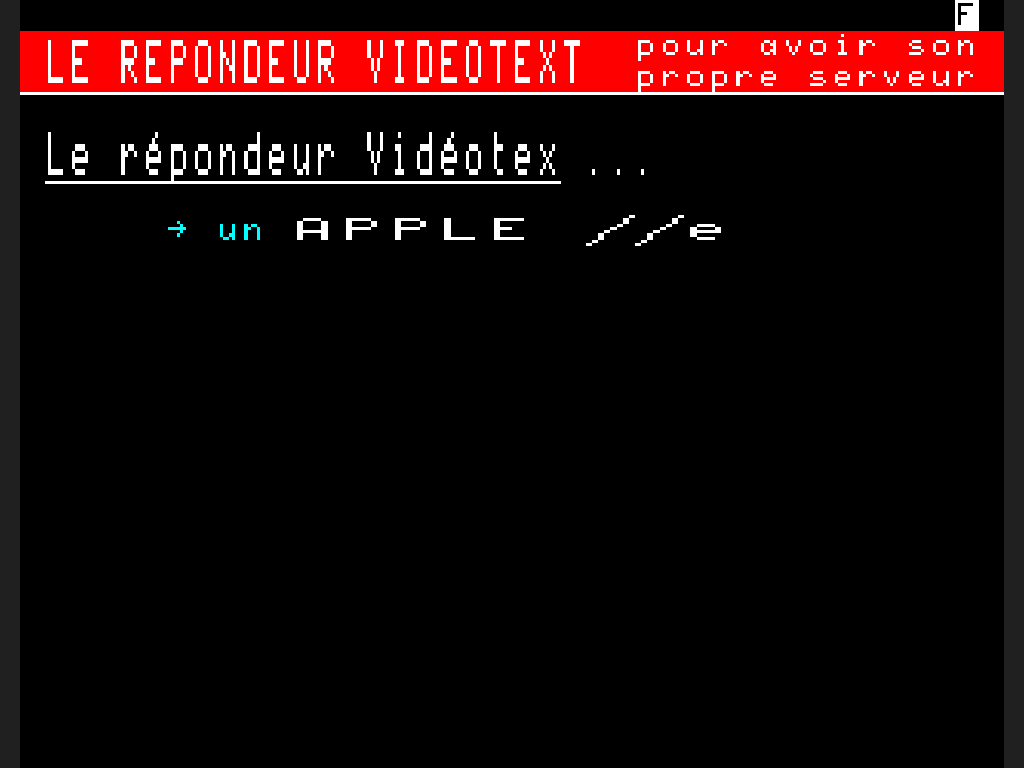 F
LE REPONDEUR VIDEOTEXT
pour avoir son
propre serveur
Le répondeur Vidéotex ...
→ un APPLE //e